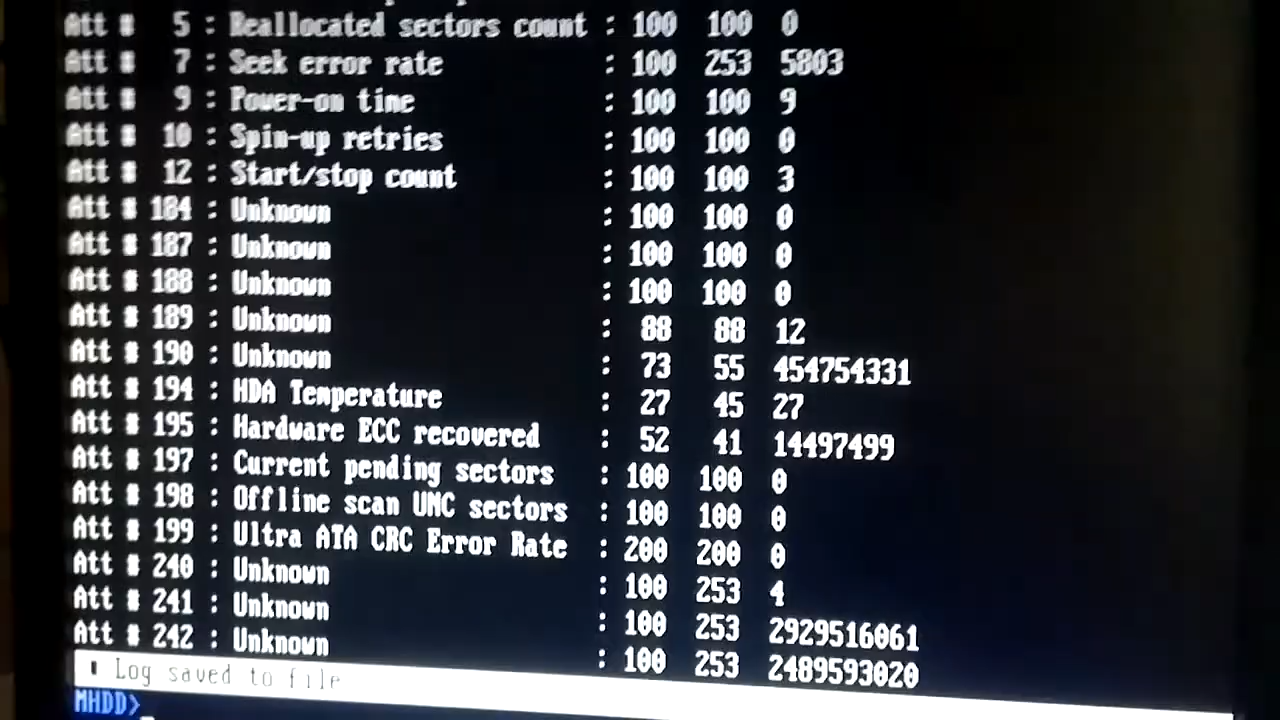 Att # 5 : Reallocated sectors count : 100 100 0
Att # 7 : Seek error rate : 100 253 5803
Att # 9 : Power-on time : 100 100 9
Att # 10 : Spin-up retries : 100 100 0
Att # 12 : Start/stop count : 100 100 3
Att # 184 : Unknown : 100 100 0
Att # 187 : Unknown : 100 100 0
Att # 188 : Unknown : 100 100 0
Att # 189 : Unknown : 88 88 12
Att # 190 : Unknown : 73 55 454754331
Att # 194 : HDA Temperature : 27 45 27
Att # 195 : Hardware ECC recovered : 52 41 14497499
Att # 197 : Current pending sectors : 100 100 0
Att # 198 : Offline scan UNC sectors : 100 100 0
Att # 199 : Ultra ATA CRC Error Rate : 200 200 0
Att # 240 : Unknown : 100 253 4
Att # 241 : Unknown : 100 253 2929516061
Att # 242 : Unknown : 100 253 2489593020
Log saved to file
MHDD>